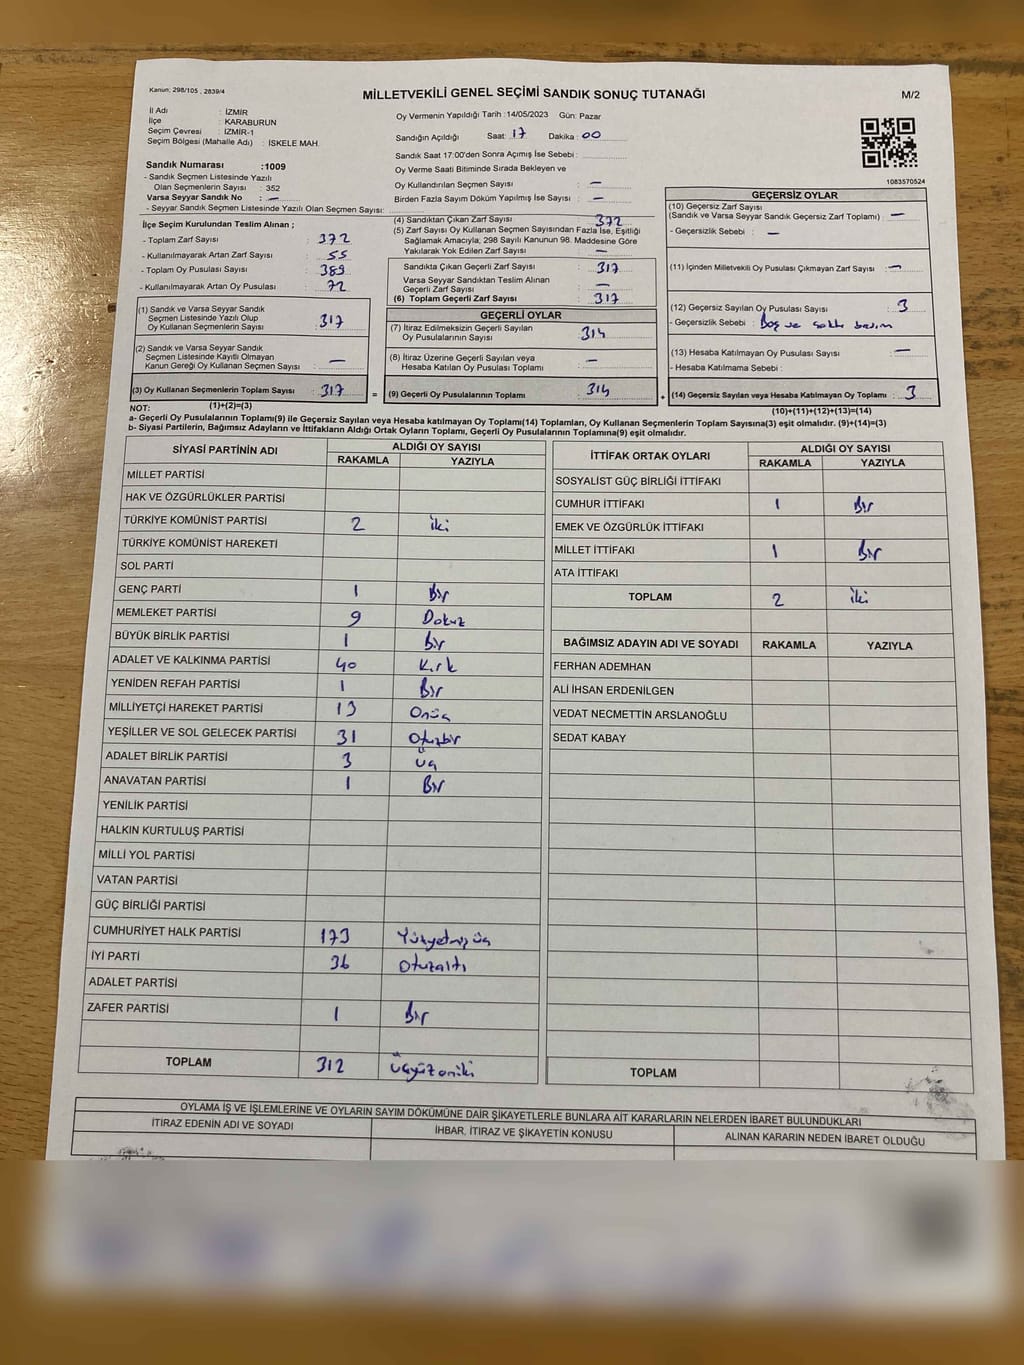 Kanun, 298/105 , 2839/4
MİLLETVEKİLİ GENEL SEÇİMİ SANDIK SONUÇ TUTANAĞI
M/2
İl Adı : İZMİR
İlçe : KARABURUN
Seçim Çevresi : İZMİR-1
Seçim Bölgesi (Mahalle Adı) : İSKELE MAH.
Sandık Numarası :1009
- Sandık Seçmen Listesinde Yazılı
Olan Seçmenlerin Sayısı : 352
Varsa Seyyar Sandık No : —
- Seyyar Sandık Seçmen Listesinde Yazılı Olan Seçmen Sayısı:
Oy Vermenin Yapıldığı Tarih : 14/05/2023 Gün: Pazar
Sandığın Açıldığı Saat: 17 Dakika : 00
Sandık Saat 17:00'den Sonra Açımış İse Sebebi :
Oy Verme Saati Bitiminde Sırada Bekleyen ve
Oy Kullandırılan Seçmen Sayısı : —
Birden Fazla Sayım Döküm Yapılmış İse Sayısı : —
1083570524
İlçe Seçim Kurulundan Teslim Alınan ;
- Toplam Zarf Sayısı : 372
- Kullanılmayarak Artan Zarf Sayısı : 55
- Toplam Oy Pusulası Sayısı : 389
- Kullanılmayarak Artan Oy Pusulası : 72
(1) Sandık ve Varsa Seyyar Sandık
Seçmen Listesinde Yazılı Olup
Oy Kullanan Seçmenlerin Sayısı : 317
(2) Sandık ve Varsa Seyyar Sandık
Seçmen Listesinde Kayıtlı Olmayan
Kanun Gereği Oy Kullanan Seçmen Sayısı : —
(3) Oy Kullanan Seçmenlerin Toplam Sayısı : 317
(1)+(2)=(3)
(4) Sandıktan Çıkan Zarf Sayısı : 372
(5) Zarf Sayısı Oy Kullanan Seçmen Sayısından Fazla İse, Eşitliği
Sağlamak Amacıyla, 298 Sayılı Kanunun 98. Maddesine Göre
Yakılarak Yok Edilen Zarf Sayısı : —
Sandıkta Çıkan Geçerli Zarf Sayısı : 317
Varsa Seyyar Sandıktan Teslim Alınan
Geçerli Zarf Sayısı : —
(6) Toplam Geçerli Zarf Sayısı : 317
GEÇERLİ OYLAR
(7) İtiraz Edilmeksizin Geçerli Sayılan
Oy Pusulalarının Sayısı : 314
(8) İtiraz Üzerine Geçerli Sayılan veya
Hesaba Katılan Oy Pusulası Toplamı : —
= (9) Geçerli Oy Pusulalarının Toplamı : 314
GEÇERSİZ OYLAR
(10) Geçersiz Zarf Sayısı
(Sandık ve Varsa Seyyar Sandık Geçersiz Zarf Toplamı) : —
- Geçersizlik Sebebi : —
(11) İçinden Milletvekili Oy Pusulası Çıkmayan Zarf Sayısı : —
(12) Geçersiz Sayılan Oy Pusulası Sayısı : 3
- Geçersizlik Sebebi : Boş ve
(13) Hesaba Katılmayan Oy Pusulası Sayısı : —
- Hesaba Katılmama Sebebi :
+ (14) Geçersiz Sayılan veya Hesaba Katılmayan Oy Toplamı : 3
(10)+(11)+(12)+(13)=(14)
NOT:
a- Geçerli Oy Pusulalarının Toplamı(9) ile Geçersiz Sayılan veya Hesaba katılmayan Oy Toplamı(14) Toplamları, Oy Kullanan Seçmenlerin Toplam Sayısına(3) eşit olmalıdır. (9)+(14)=(3)
b- Siyasi Partilerin, Bağımsız Adayların ve İttifakların Aldığı Ortak Oyların Toplamı, Geçerli Oy Pusulalarının Toplamına(9) eşit olmalıdır.
SİYASİ PARTİNİN ADI ALDIĞI OY SAYISI
RAKAMLA YAZIYLA
MİLLET PARTİSİ
HAK VE ÖZGÜRLÜKLER PARTİSİ
TÜRKİYE KOMÜNİST PARTİSİ 2 iki
TÜRKİYE KOMÜNİST HAREKETİ
SOL PARTİ
GENÇ PARTİ 1 Bir
MEMLEKET PARTİSİ 9 Dokuz
BÜYÜK BİRLİK PARTİSİ 1 Bir
ADALET VE KALKINMA PARTİSİ 40 Kırk
YENİDEN REFAH PARTİSİ 1 Bir
MİLLİYETÇİ HAREKET PARTİSİ 13 Onüç
YEŞİLLER VE SOL GELECEK PARTİSİ 31 Otuzbir
ADALET BİRLİK PARTİSİ 3 üç
ANAVATAN PARTİSİ 1 Bir
YENİLİK PARTİSİ
HALKIN KURTULUŞ PARTİSİ
MİLLİ YOL PARTİSİ
VATAN PARTİSİ
GÜÇ BİRLİĞİ PARTİSİ
CUMHURİYET HALK PARTİSİ 173 Yüzyetmişüç
İYİ PARTİ 36 Otuzaltı
ADALET PARTİSİ
ZAFER PARTİSİ 1 Bir
TOPLAM 312 Üçyüzoniki
İTTİFAK ORTAK OYLARI ALDIĞI OY SAYISI
RAKAMLA YAZIYLA
SOSYALİST GÜÇ BİRLİĞİ İTTİFAKI
CUMHUR İTTİFAKI 1 Bir
EMEK VE ÖZGÜRLÜK İTTİFAKI
MİLLET İTTİFAKI 1 Bir
ATA İTTİFAKI
TOPLAM 2 iki
BAĞIMSIZ ADAYIN ADI VE SOYADI RAKAMLA YAZIYLA
FERHAN ADEMHAN
ALİ İHSAN ERDENİLGEN
VEDAT NECMETTİN ARSLANOĞLU
SEDAT KABAY
TOPLAM
OYLAMA İŞ VE İŞLEMLERİNE VE OYLARIN SAYIM DÖKÜMÜNE DAİR ŞİKAYETLERLE BUNLARA AİT KARARLARIN NELERDEN İBARET BULUNDUKLARI
İTİRAZ EDENİN ADI VE SOYADI İHBAR, İTİRAZ VE ŞİKAYETİN KONUSU ALINAN KARARIN NEDEN İBARET OLDUĞU